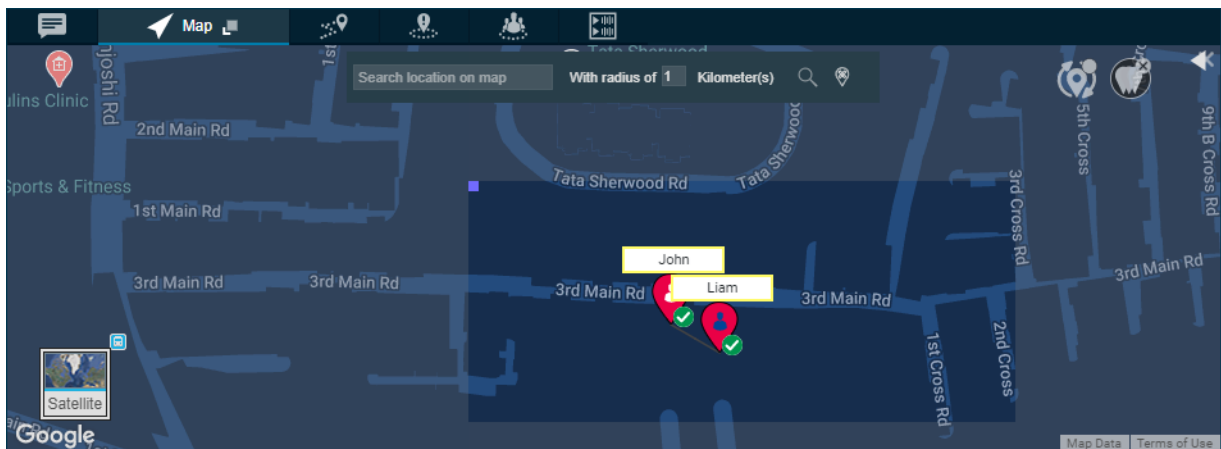 Map
Search location on map
With radius of 1 Kilometer(s)
Tata Sherwood
njoshi Rd
1st
ulins Clinic
2nd Main Rd
Sports & Fitness
1st Main Rd
Tata Sherwood Rd
Tata Sherwood
5th Cross
9th B Cross Rd
3rd Cross Rd
John
Liam
3rd Main Rd
3rd Main Rd
3rd Main Rd
3rd Main Rd
3rd Main Rd
1st Cross Rd
2nd Cross
Satellite
Google
Map Data
Terms of Use